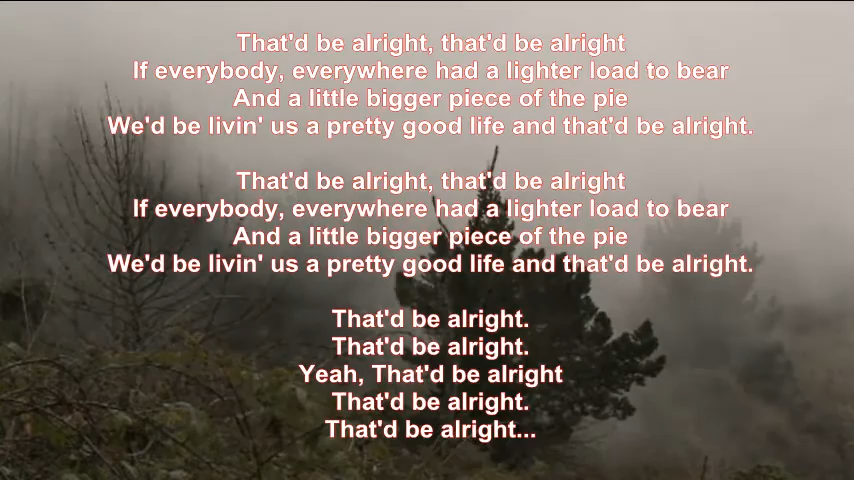 That'd be alright, that'd be alright
If everybody, everywhere had a lighter load to bear
And a little bigger piece of the pie
We'd be livin' us a pretty good life and that'd be alright.
That'd be alright, that'd be alright
If everybody, everywhere had a lighter load to bear
And a little bigger piece of the pie
We'd be livin' us a pretty good life and that'd be alright.
That'd be alright.
That'd be alright.
Yeah, That'd be alright
That'd be alright.
That'd be alright...